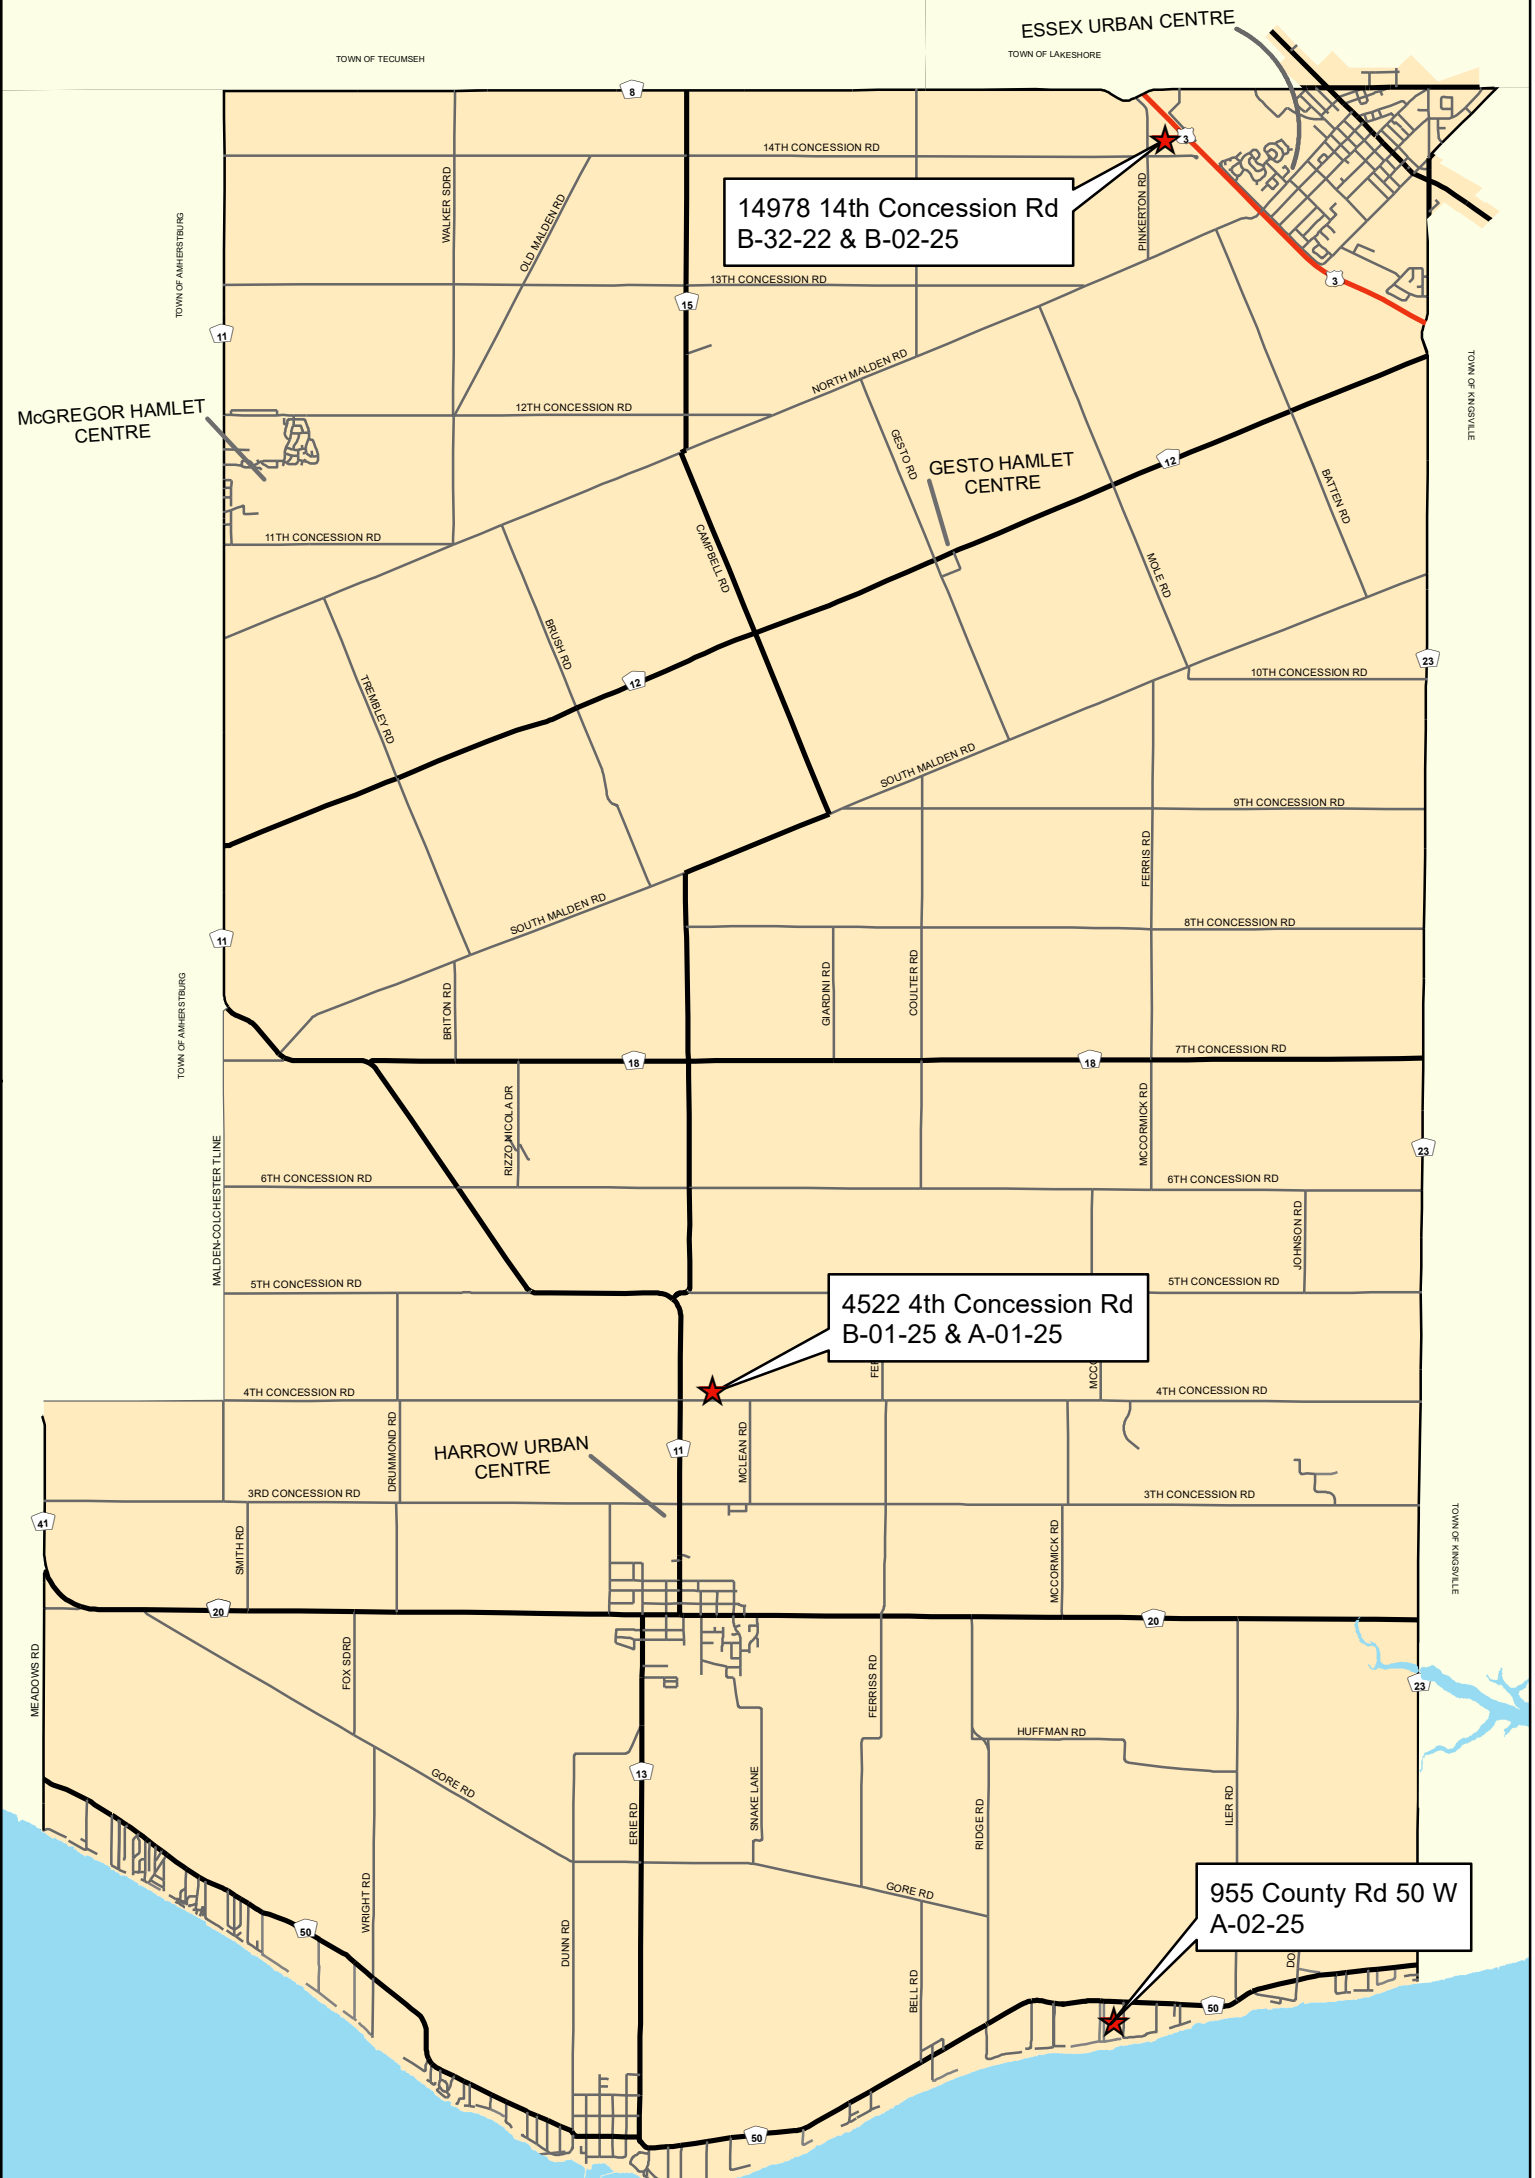 ESSEX URBAN CENTRE
TOWN OF TECUMSEH
TOWN OF LAKESHORE
8
3
14TH CONCESSION RD
WALKER SDRD
OLD MALDEN RD
PINKERTON RD
14978 14th Concession Rd
B-32-22 & B-02-25
TOWN OF AMHERSTBURG
13TH CONCESSION RD
3
15
11
NORTH MALDEN RD
TOWN OF KINGSVILLE
McGREGOR HAMLET
CENTRE
12TH CONCESSION RD
GESTO RD
GESTO HAMLET
CENTRE
12
BATTEN RD
11TH CONCESSION RD
CAMPBELL RD
MOLE RD
BRUSH RD
12
TREMBLEY RD
23
10TH CONCESSION RD
SOUTH MALDEN RD
9TH CONCESSION RD
FERRIS RD
SOUTH MALDEN RD
8TH CONCESSION RD
11
BRITON RD
GIARDINI RD
COULTER RD
TOWN OF AMHERSTBURG
7TH CONCESSION RD
18
18
RIZZO NICOLA DR
MCCORMICK RD
23
MALDEN-COLCHESTER TLINE
6TH CONCESSION RD
6TH CONCESSION RD
JOHNSON RD
5TH CONCESSION RD
5TH CONCESSION RD
4522 4th Concession Rd
B-01-25 & A-01-25
FER
MCC
4TH CONCESSION RD
4TH CONCESSION RD
DRUMMOND RD
HARROW URBAN
CENTRE
11
MCLEAN RD
3RD CONCESSION RD
3TH CONCESSION RD
41
SMITH RD
MCCORMICK RD
TOWN OF KINGSVILLE
20
20
MEADOWS RD
FOX SDRD
FERRISS RD
23
HUFFMAN RD
13
GORE RD
ERIE RD
SNAKE LANE
RIDGE RD
ILER RD
955 County Rd 50 W
A-02-25
GORE RD
WRIGHT RD
50
DUNN RD
BELL RD
DO
50
50